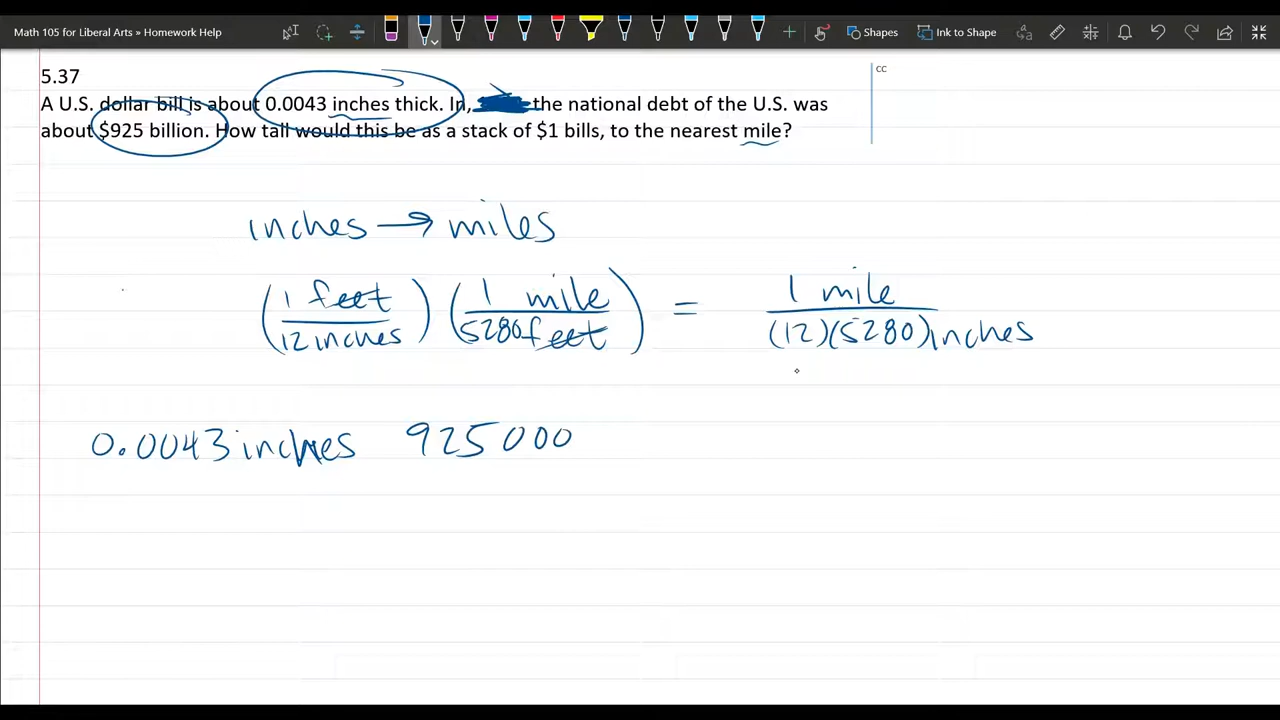 Math 105 for Liberal Arts » Homework Help
Shapes
Ink to Shape
5.37
CC
A U.S. dollar bill is about 0.0043 inches thick. In, the national debt of the U.S. was
about $925 billion. How tall would this be as a stack of $1 bills, to the nearest mile?
inches → miles
(1 feet / 12 inches) (1 mile / 5280 feet) = 1 mile / (12)(5280) inches
0.0043 inches 925000